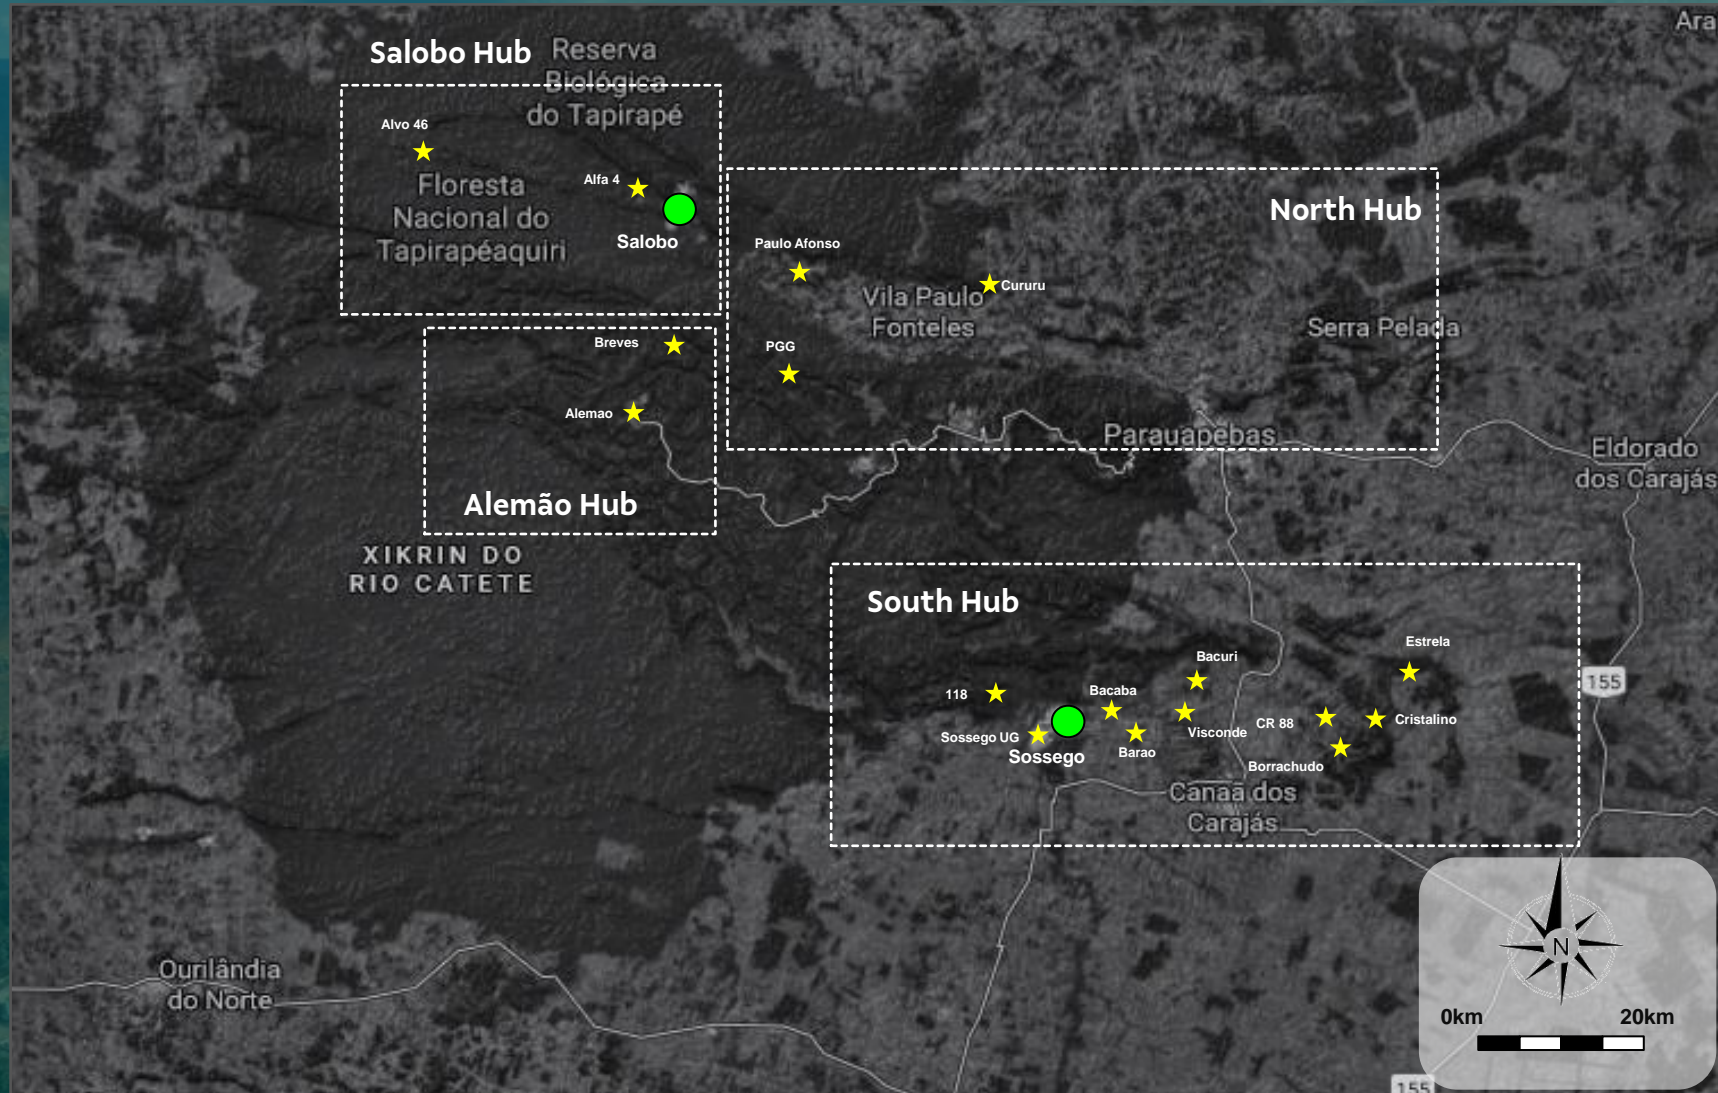 Ara
Salobo Hub
Reserva
Biológica
do Tapirapé
Alvo 46
Alfa 4
Floresta
Nacional do
Tapirapéaquiri
Salobo
North Hub
Paulo Afonso
Cururu
Vila Paulo
Fonteles
Serra Pelada
Breves
PGG
Alemao
Parauapebas
Eldorado
dos Carajás
Alemão Hub
XIKRIN DO
RIO CATETE
South Hub
Estrela
Bacuri
155
118
Bacaba
CR 88
Cristalino
Visconde
Sossego UG
Sossego
Barao
Borrachudo
Canaã dos
Carajás
N
Ourilândia
do Norte
0km
20km
155